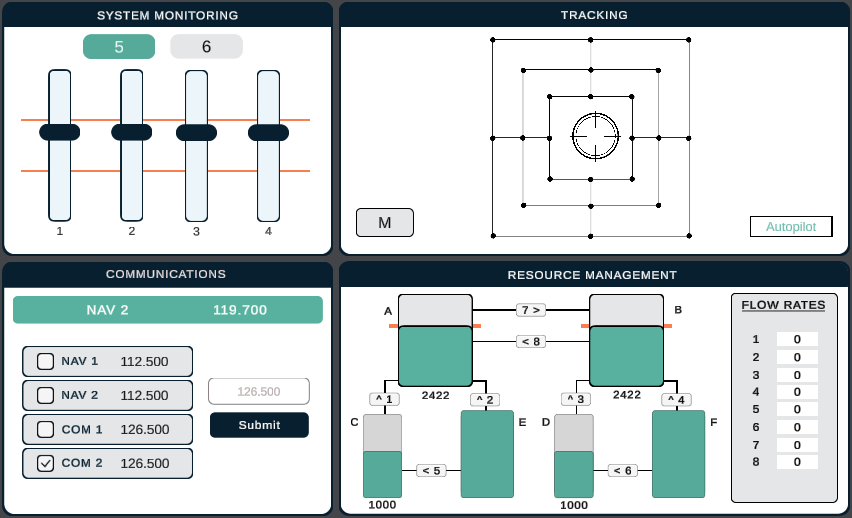 SYSTEM MONITORING
5 6
1 2 3 4
TRACKING
M
Autopilot
COMMUNICATIONS
NAV 2 119.700
NAV 1 112.500
NAV 2 112.500
COM 1 126.500
COM 2 126.500
126.500
Submit
RESOURCE MANAGEMENT
A 7 > B
< 8
2422 2422
^ 1 ^ 2 ^ 3 ^ 4
C E D F
< 5 < 6
1000 1000
FLOW RATES
1 0
2 0
3 0
4 0
5 0
6 0
7 0
8 0